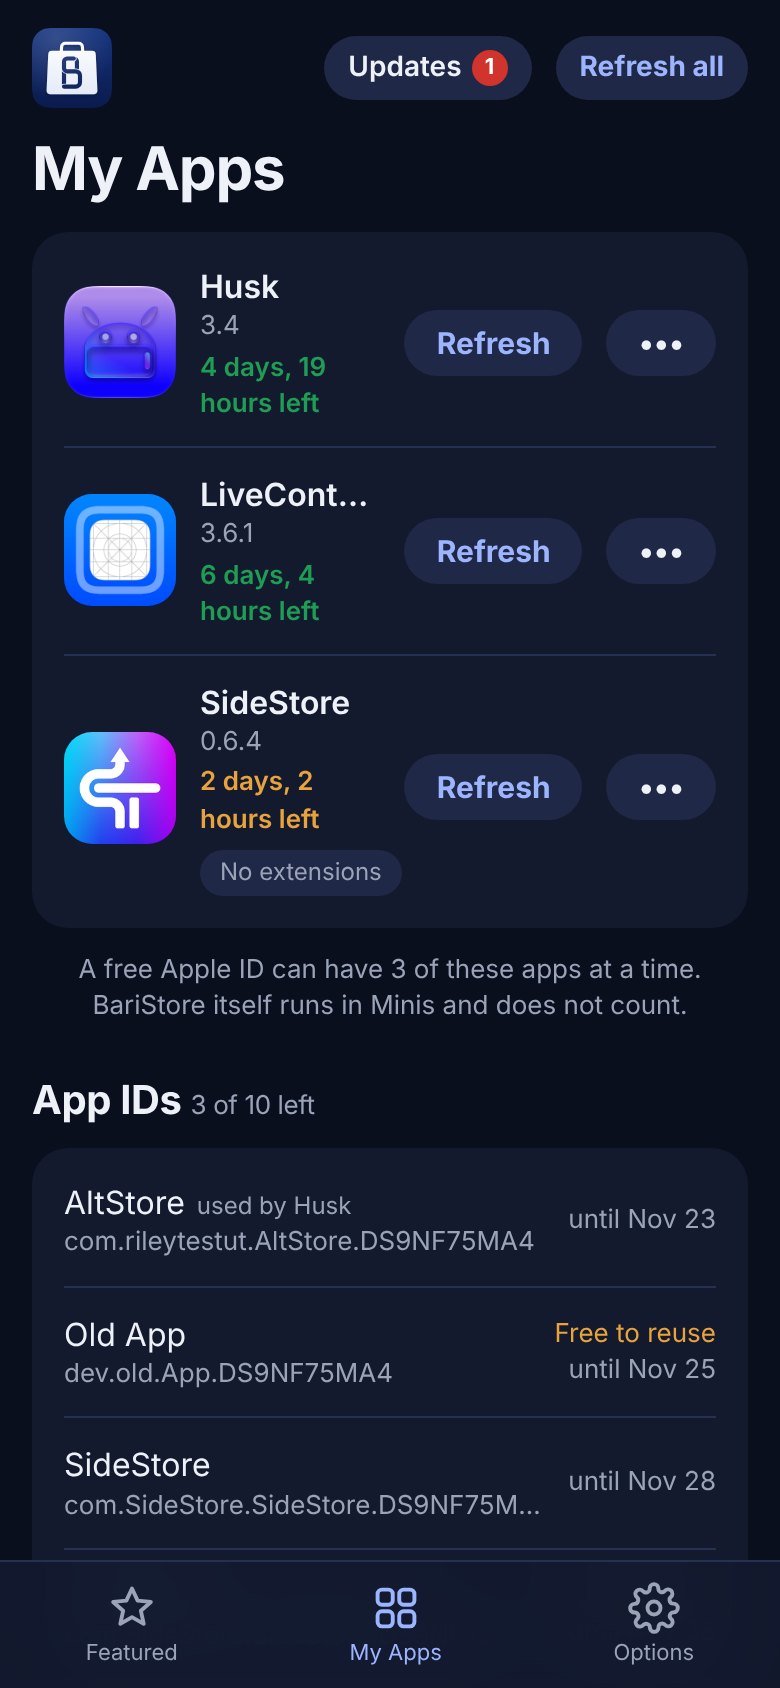 Updates 1
Refresh all
My Apps
Husk
3.4
4 days, 19
hours left
Refresh
•••
LiveCont...
3.6.1
6 days, 4
hours left
Refresh
•••
SideStore
0.6.4
2 days, 2
hours left
No extensions
Refresh
•••
A free Apple ID can have 3 of these apps at a time.
BariStore itself runs in Minis and does not count.
App IDs 3 of 10 left
AltStore used by Husk
com.rileytestut.AltStore.DS9NF75MA4
until Nov 23
Old App
dev.old.App.DS9NF75MA4
Free to reuse
until Nov 25
SideStore
com.SideStore.SideStore.DS9NF75M...
until Nov 28
Featured
My Apps
Options